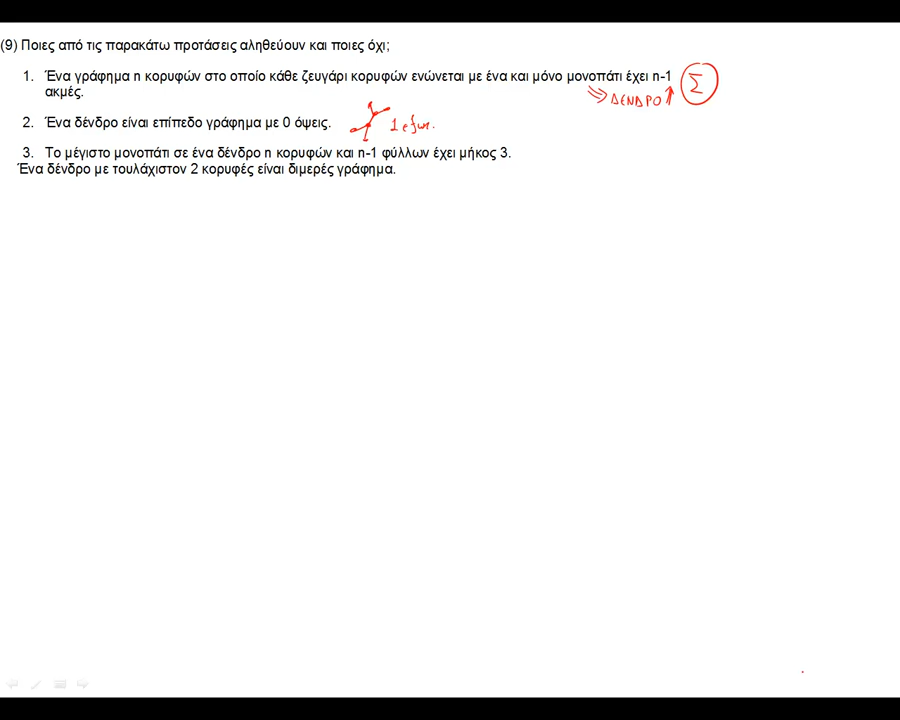 (9) Ποιες από τις παρακάτω προτάσεις αληθεύουν και ποιες όχι;
1. Ένα γράφημα n κορυφών στο οποίο κάθε ζευγάρι κορυφών ενώνεται με ένα και μόνο μονοπάτι έχει n-1
ακμές.
⇒ ΔΕΝΔΡΟ ↑ Σ
2. Ένα δένδρο είναι επίπεδο γράφημα με 0 όψεις. 1 εξωτ.
3. Το μέγιστο μονοπάτι σε ένα δένδρο n κορυφών και n-1 φύλλων έχει μήκος 3.
Ένα δένδρο με τουλάχιστον 2 κορυφές είναι διμερές γράφημα.